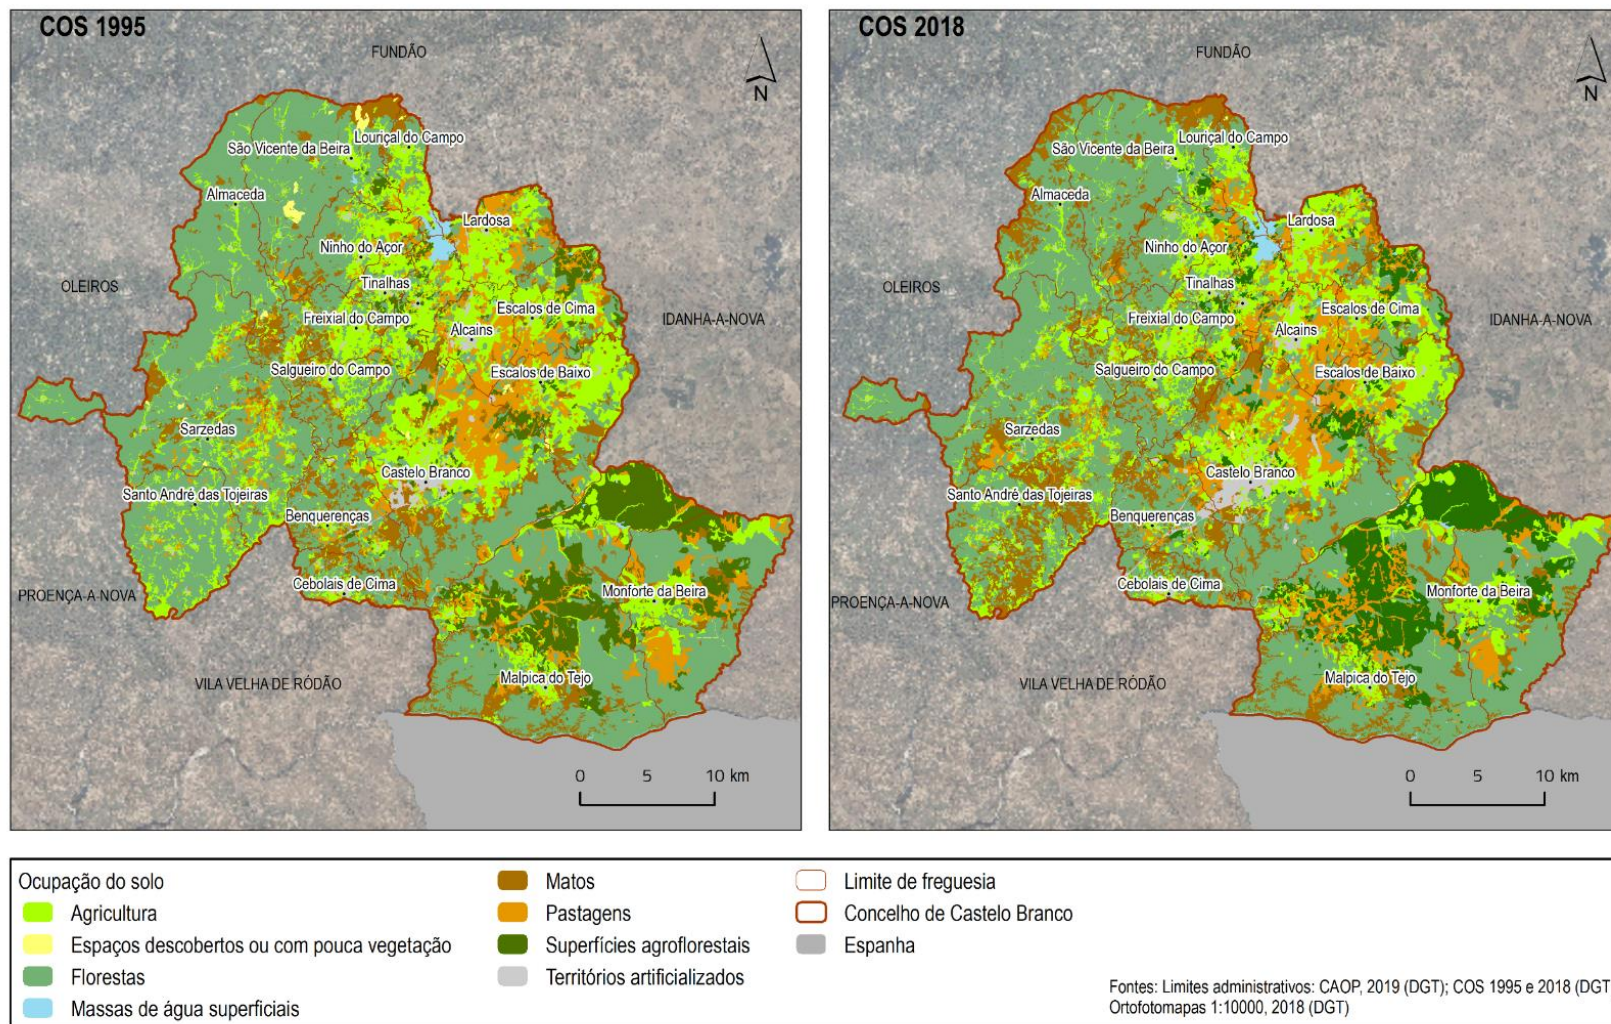 COS 1995
FUNDÃO
N
Louriçal do Campo
São Vicente da Beira
Almaceda
Lardosa
Ninho do Açor
OLEIROS
Tinalhas
Escalos de Cima
IDANHA-A-NOVA
Freixial do Campo
Alcains
Salgueiro do Campo
Escalos de Baixo
Sarzedas
Castelo Branco
Santo André das Tojeiras
Benquerenças
Cebolais de Cima
Monforte da Beira
PROENÇA-A-NOVA
Malpica do Tejo
VILA VELHA DE RÓDÃO
0 5 10 km
COS 2018
FUNDÃO
N
Louriçal do Campo
São Vicente da Beira
Almaceda
Lardosa
Ninho do Açor
OLEIROS
Tinalhas
Escalos de Cima
IDANHA-A-NOVA
Freixial do Campo
Alcains
Salgueiro do Campo
Escalos de Baixo
Sarzedas
Castelo Branco
Santo André das Tojeiras
Benquerenças
Cebolais de Cima
Monforte da Beira
PROENÇA-A-NOVA
Malpica do Tejo
VILA VELHA DE RÓDÃO
0 5 10 km
Ocupação do solo
Agricultura
Espaços descobertos ou com pouca vegetação
Florestas
Massas de água superficiais
Matos
Pastagens
Superfícies agroflorestais
Territórios artificializados
Limite de freguesia
Concelho de Castelo Branco
Espanha
Fontes: Limites administrativos: CAOP, 2019 (DGT); COS 1995 e 2018 (DGT
Ortofotomapas 1:10000, 2018 (DGT)